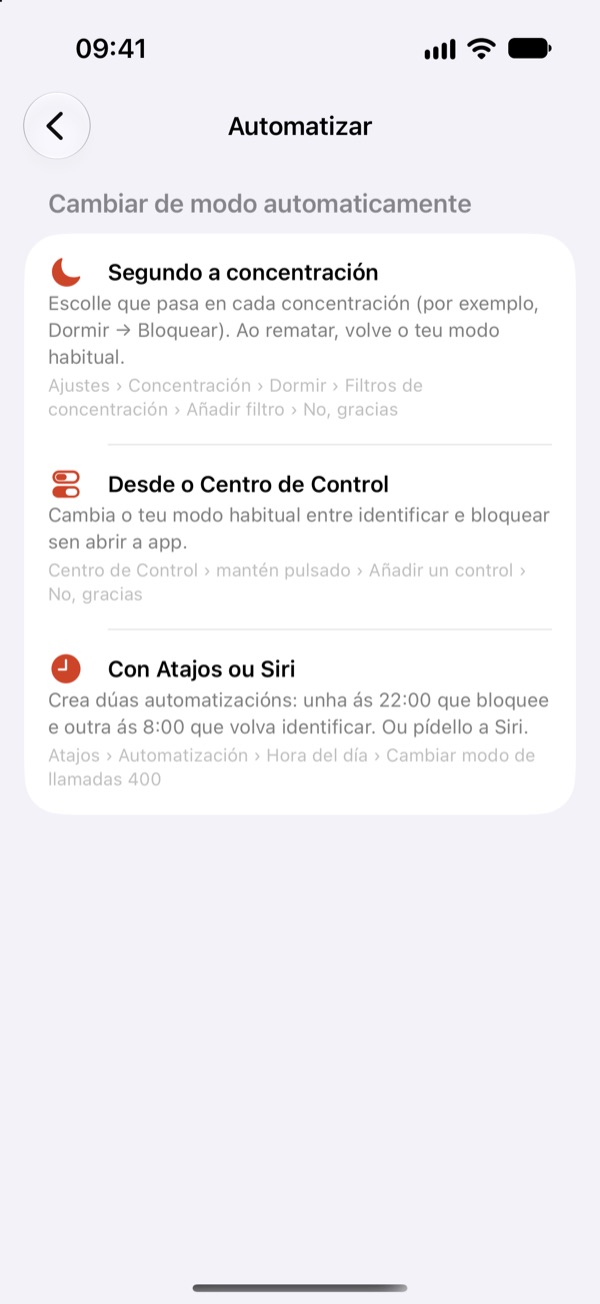 09:41
Automatizar
Cambiar de modo automaticamente
Segundo a concentración
Escolle que pasa en cada concentración (por exemplo,
Dormir → Bloquear). Ao rematar, volve o teu modo
habitual.
Ajustes › Concentración › Dormir › Filtros de
concentración › Añadir filtro › No, gracias
Desde o Centro de Control
Cambia o teu modo habitual entre identificar e bloquear
sen abrir a app.
Centro de Control › mantén pulsado › Añadir un control ›
No, gracias
Con Atajos ou Siri
Crea dúas automatizacións: unha ás 22:00 que bloquee
e outra ás 8:00 que volva identificar. Ou pídello a Siri.
Atajos › Automatización › Hora del día › Cambiar modo de
llamadas 400